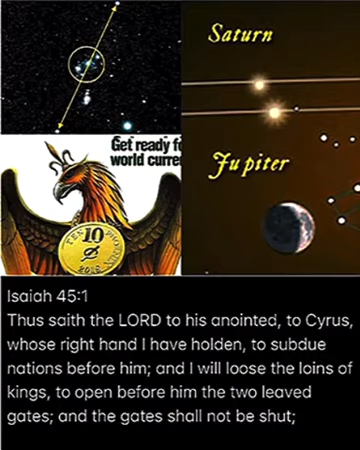 Saturn
Jupiter
Get ready f
world curre
TEN
10
PHOENIX
2018
Isaiah 45:1
Thus saith the LORD to his anointed, to Cyrus,
whose right hand I have holden, to subdue
nations before him; and I will loose the loins of
kings, to open before him the two leaved
gates; and the gates shall not be shut;